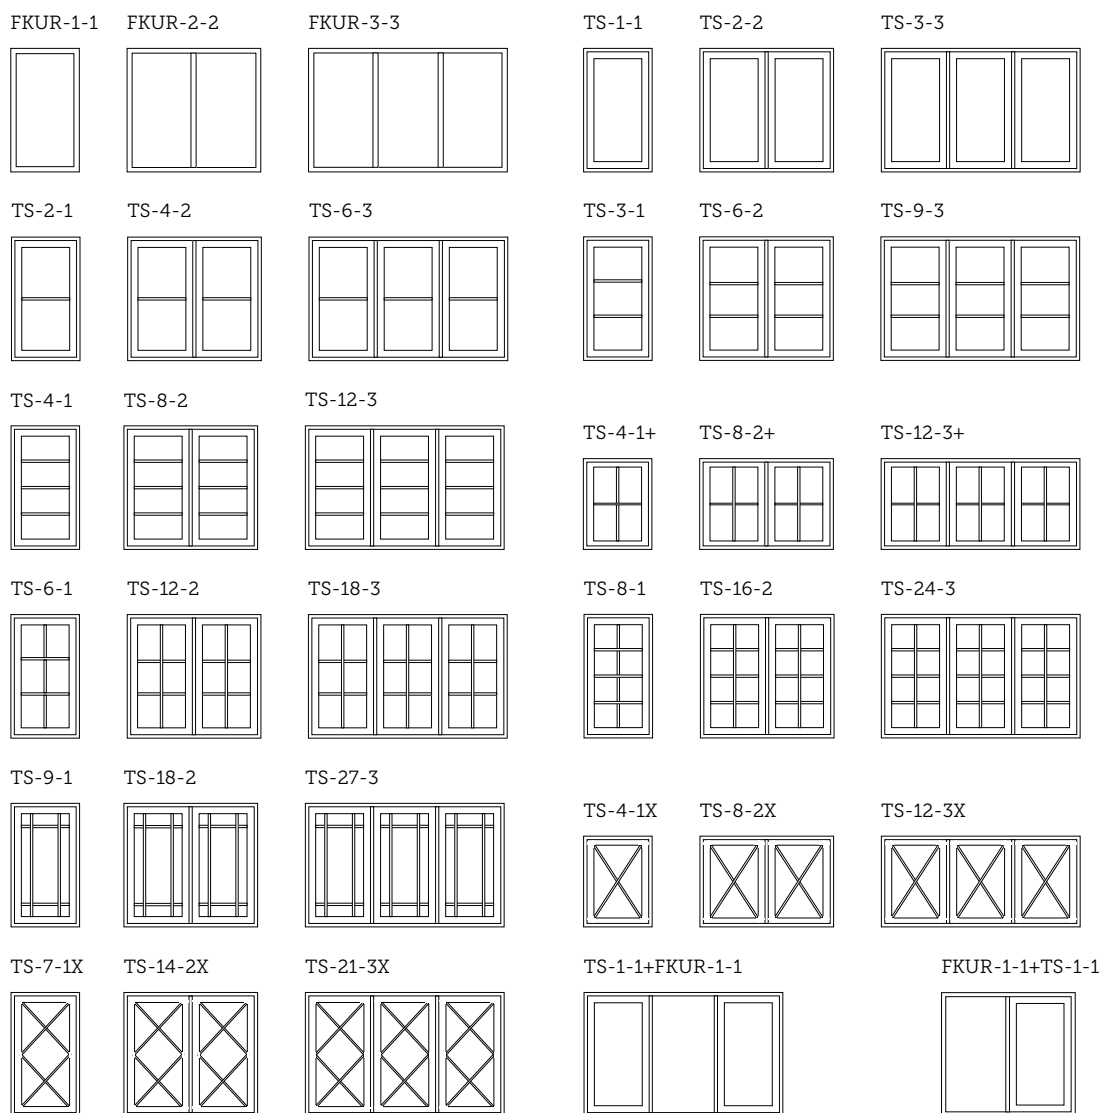 FKUR-1-1 FKUR-2-2 FKUR-3-3 TS-1-1 TS-2-2 TS-3-3
TS-2-1 TS-4-2 TS-6-3 TS-3-1 TS-6-2 TS-9-3
TS-4-1 TS-8-2 TS-12-3
TS-4-1+ TS-8-2+ TS-12-3+
TS-6-1 TS-12-2 TS-18-3 TS-8-1 TS-16-2 TS-24-3
TS-9-1 TS-18-2 TS-27-3
TS-4-1X TS-8-2X TS-12-3X
TS-7-1X TS-14-2X TS-21-3X TS-1-1+FKUR-1-1 FKUR-1-1+TS-1-1